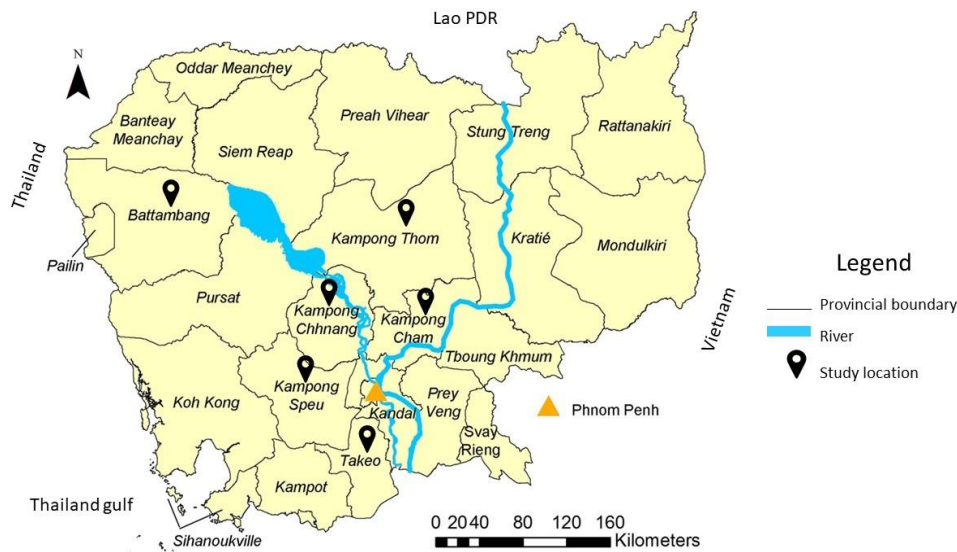 Lao PDR
N
Oddar Meanchey
Banteay
Meanchay
Preah Vihear
Stung Treng
Rattanakiri
Siem Reap
Thailand
Battambang
Kampong Thom
Kratié
Mondulkiri
Pailin
Pursat
Kampong
Chhnang
Kampong
Cham
Tboung Khmum
Vietnam
Koh Kong
Kampong
Speu
Prey
Veng
Kandal
Svay
Rieng
Takeo
Kampot
Thailand gulf
Sihanoukville
Legend
Provincial boundary
River
Study location
Phnom Penh
0 20 40 80 120 160
Kilometers